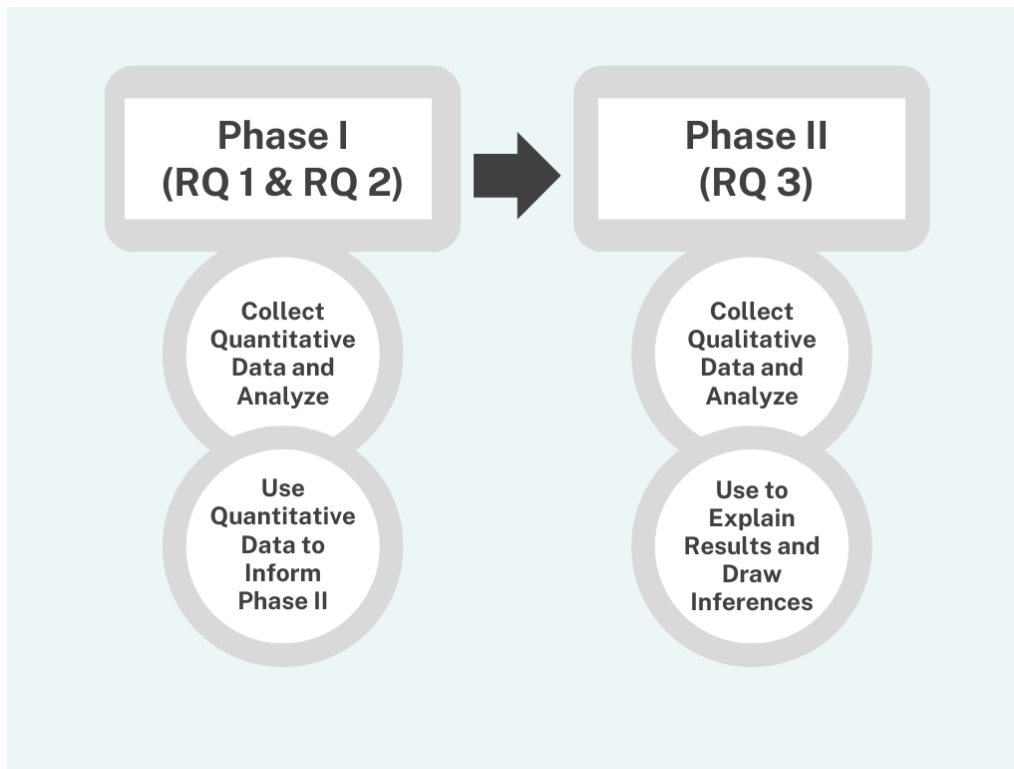 Phase I
(RQ 1 & RQ 2)
Collect
Quantitative
Data and
Analyze
Use
Quantitative
Data to
Inform
Phase II
Phase II
(RQ 3)
Collect
Qualitative
Data and
Analyze
Use to
Explain
Results and
Draw
Inferences